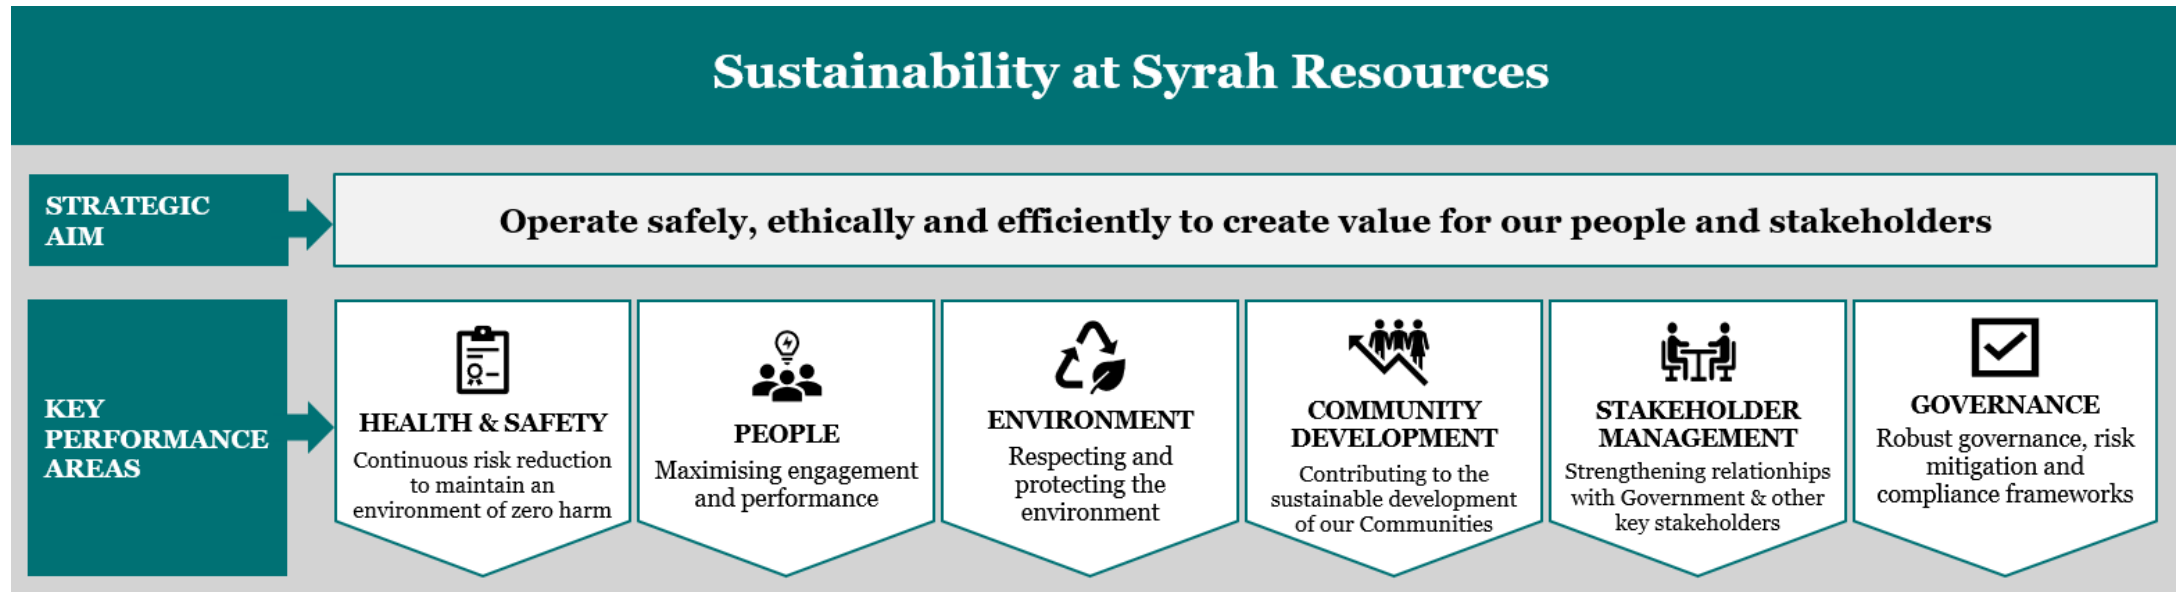 Sustainability at Syrah Resources
STRATEGIC
AIM
Operate safely, ethically and efficiently to create value for our people and stakeholders
KEY
PERFORMANCE
AREAS
HEALTH & SAFETY
Continuous risk reduction
to maintain an
environment of zero harm
PEOPLE
Maximising engagement
and performance
ENVIRONMENT
Respecting and
protecting the
environment
COMMUNITY
DEVELOPMENT
Contributing to the
sustainable development
of our Communities
STAKEHOLDER
MANAGEMENT
Strengthening relationhips
with Government & other
key stakeholders
GOVERNANCE
Robust governance, risk
mitigation and
compliance frameworks